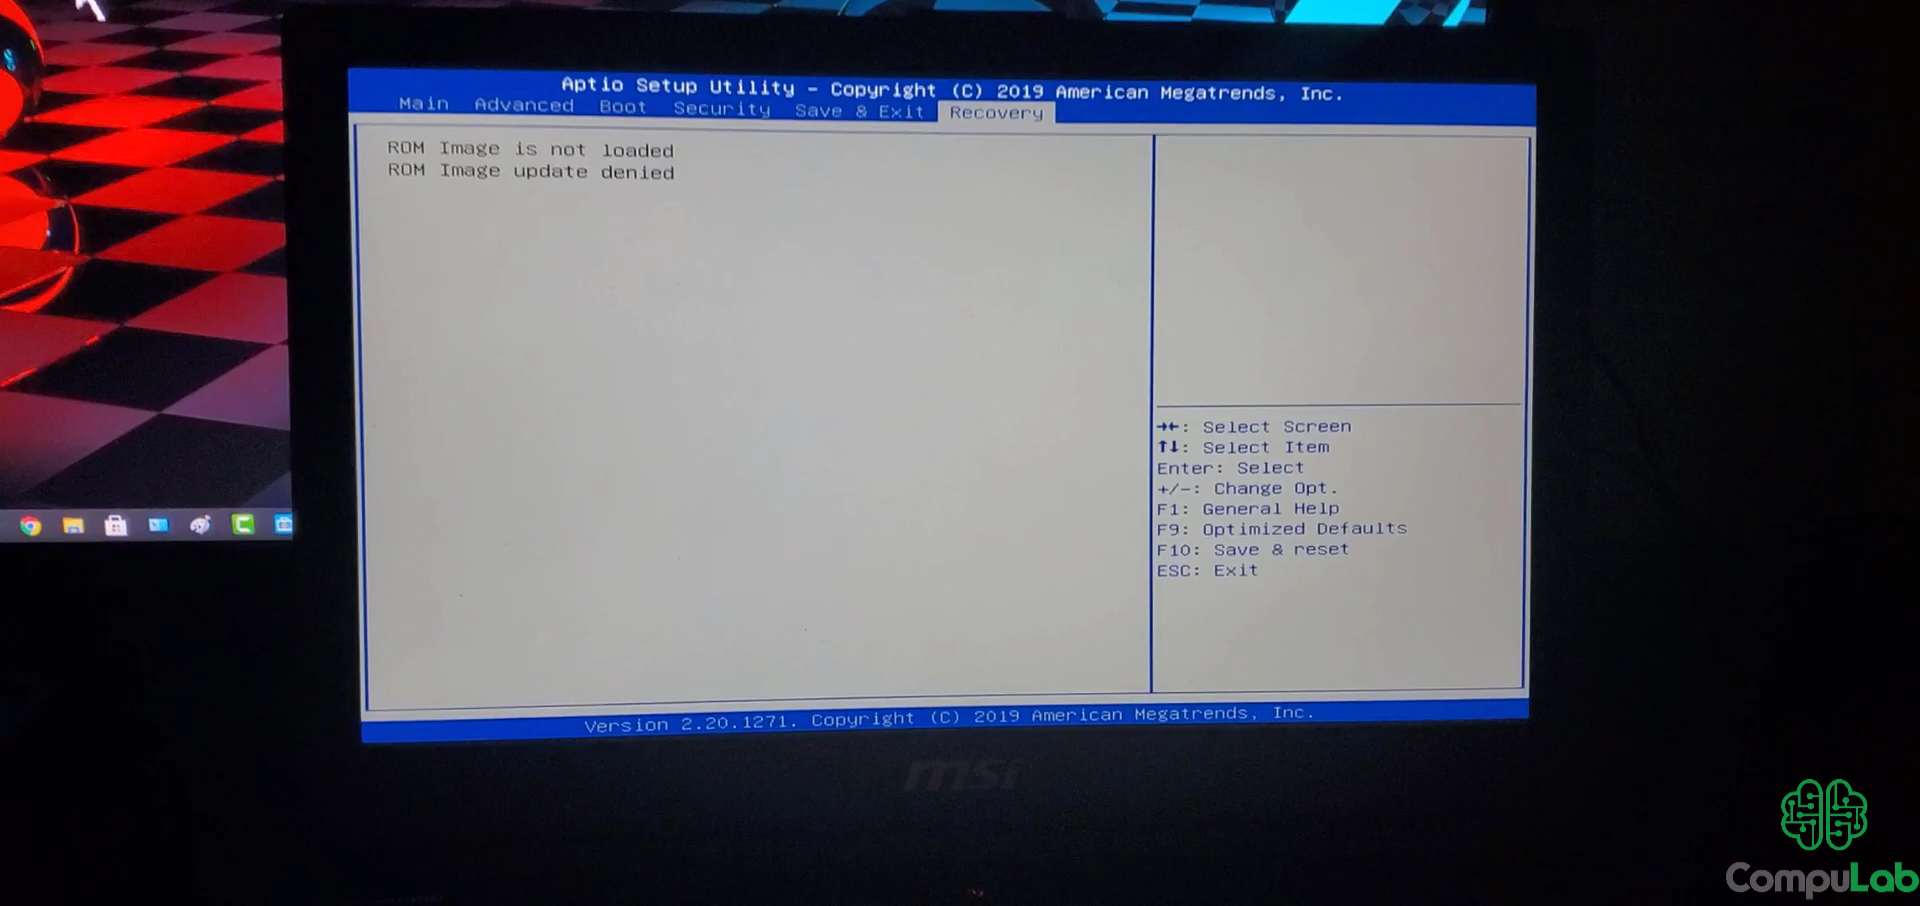 Aptio Setup Utility - Copyright (C) 2019 American Megatrends, Inc.
Main Advanced Boot Security Save & Exit Recovery
ROM Image is not loaded
ROM Image update denied
→←: Select Screen
↑↓: Select Item
Enter: Select
+/-: Change Opt.
F1: General Help
F9: Optimized Defaults
F10: Save & reset
ESC: Exit
Version 2.20.1271. Copyright (C) 2019 American Megatrends, Inc.
msi
CompuLab